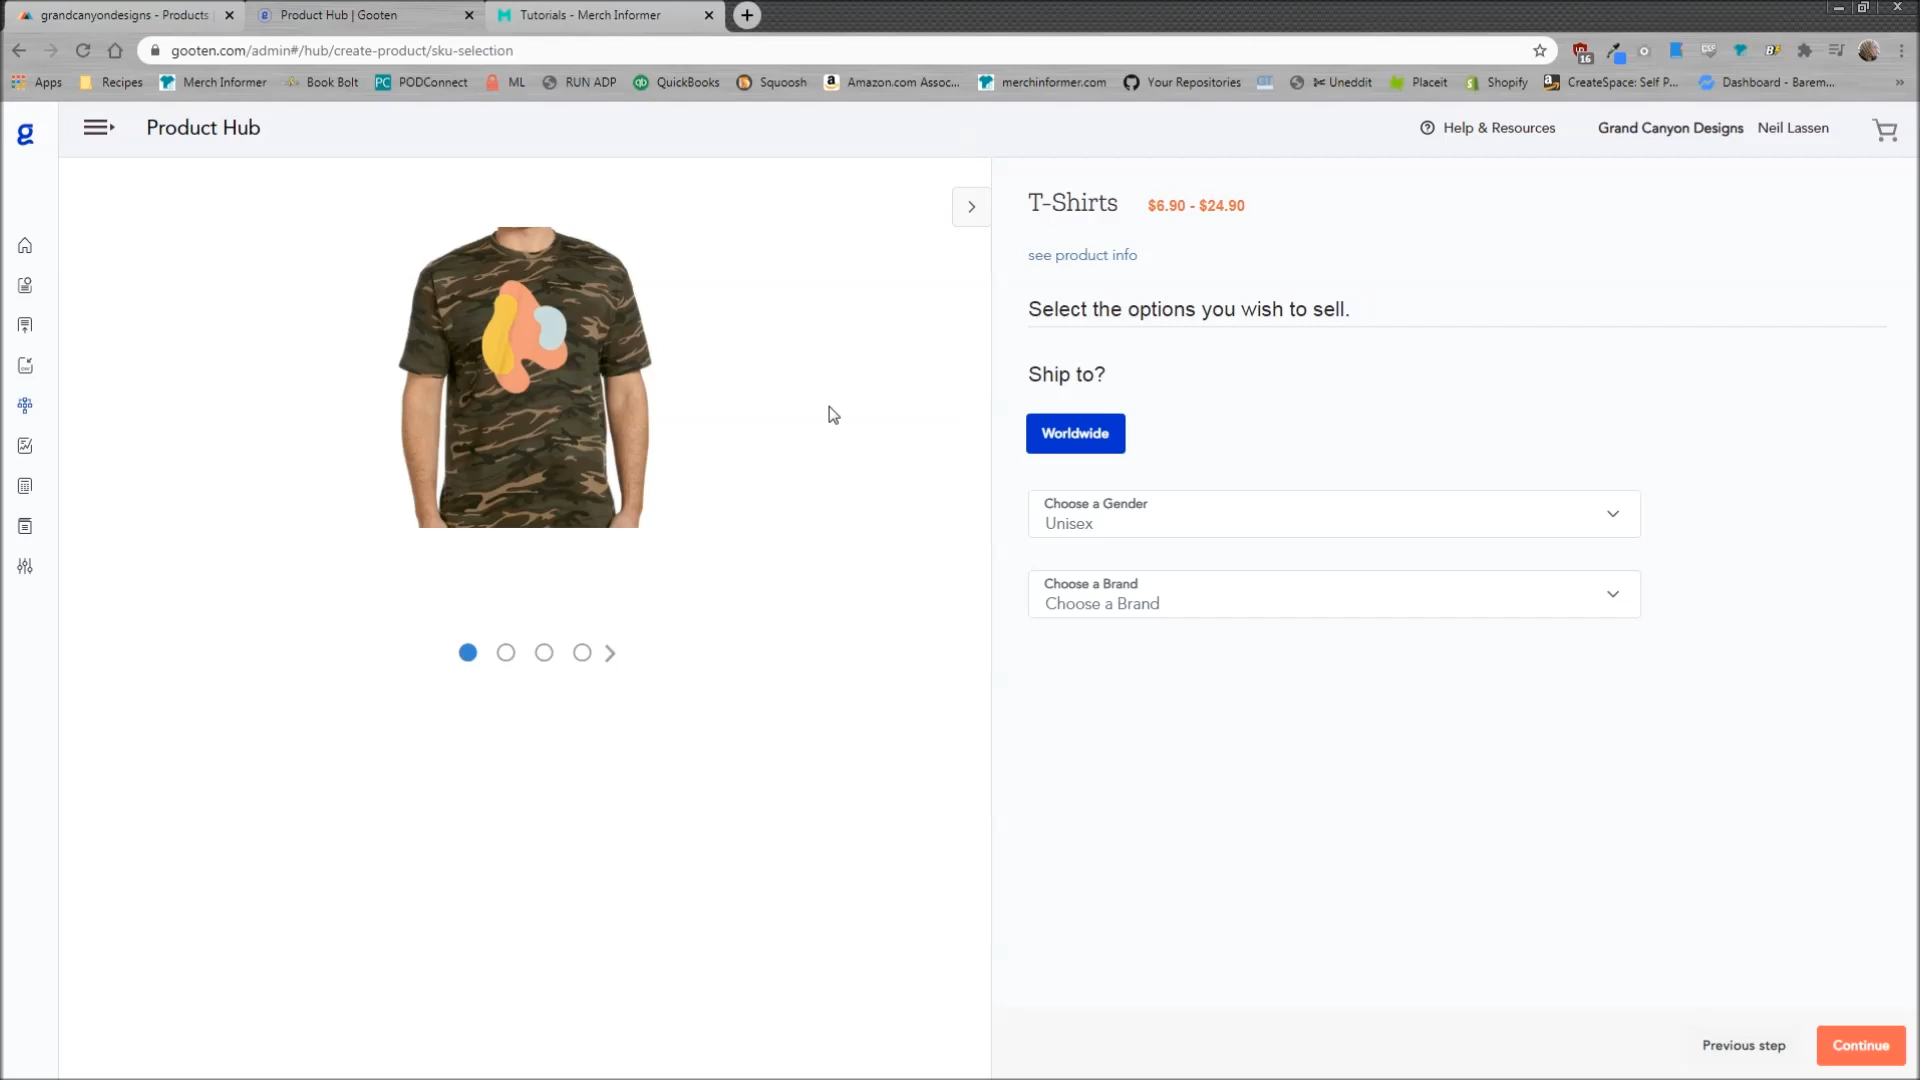 grandcanyondesigns - Products
Product Hub | Gooten
Tutorials - Merch Informer
gooten.com/admin#/hub/create-product/sku-selection
16
Apps
Recipes
Merch Informer
Book Bolt
PC
PODConnect
ML
RUN ADP
qb
QuickBooks
Squoosh
a
Amazon.com Assoc...
merchinformer.com
Your Repositories
GT
Uneddit
Placeit
Shopify
CreateSpace: Self P...
Dashboard - Barem...
»
g
Product Hub
Help & Resources
Grand Canyon Designs
Neil Lassen
T-Shirts
$6.90 - $24.90
see product info
Select the options you wish to sell.
Ship to?
Worldwide
Choose a Gender
Unisex
Choose a Brand
Choose a Brand
Previous step
Continue